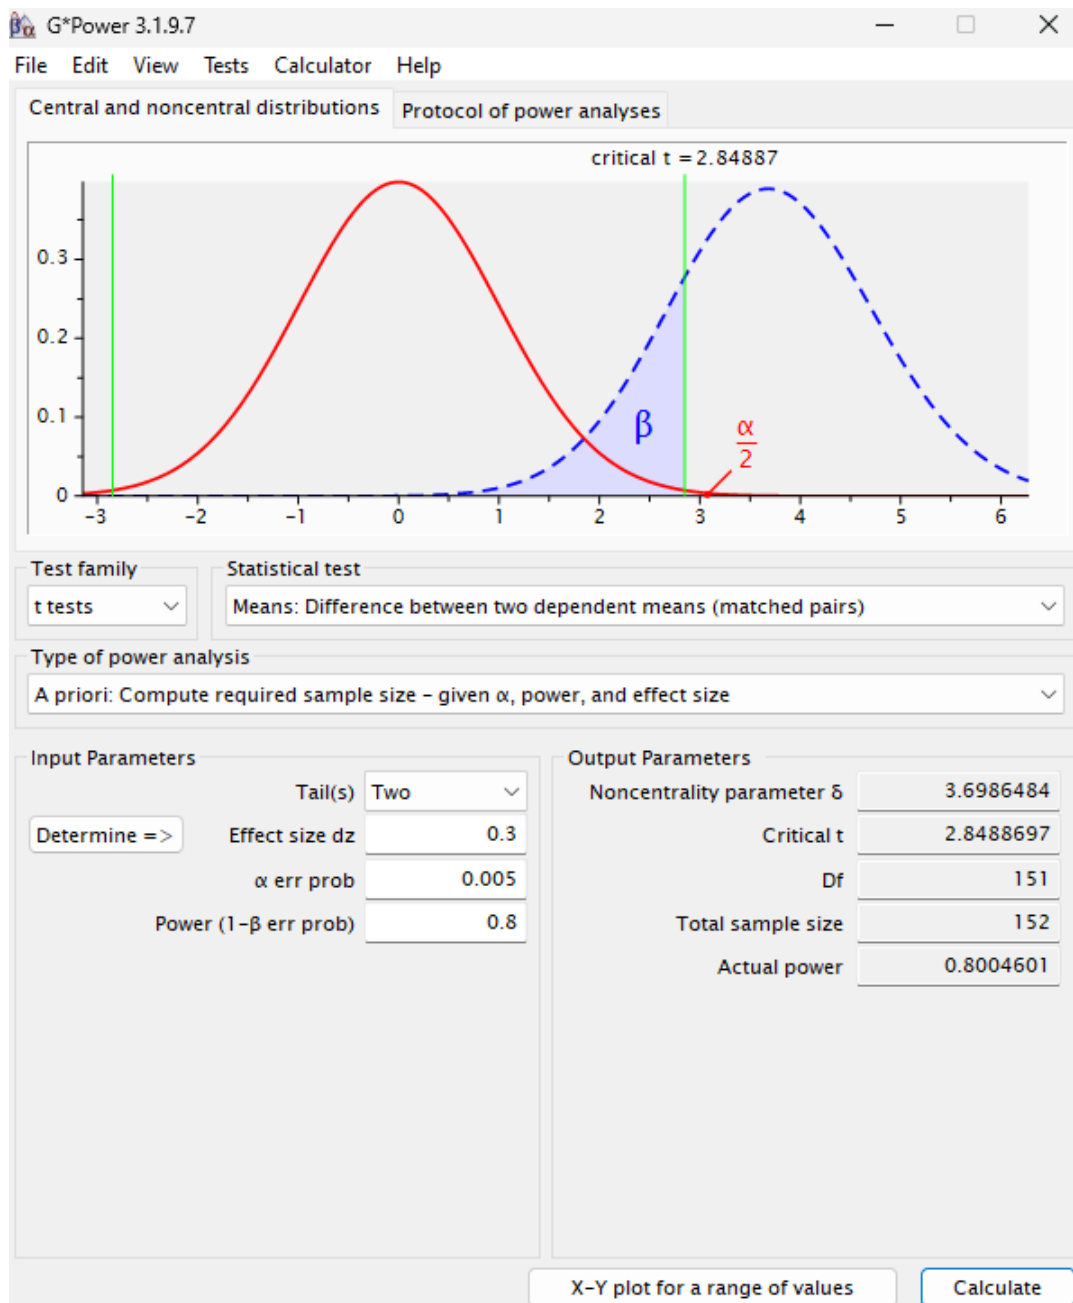 G*Power 3.1.9.7
File Edit View Tests Calculator Help
Central and noncentral distributions Protocol of power analyses
critical t = 2.84887
0.3
0.2
0.1
0
β
α
2
-3 -2 -1 0 1 2 3 4 5 6
Test family Statistical test
t tests Means: Difference between two dependent means (matched pairs)
Type of power analysis
A priori: Compute required sample size – given α, power, and effect size
Input Parameters
Tail(s) Two
Determine => Effect size dz 0.3
α err prob 0.005
Power (1-β err prob) 0.8
Output Parameters
Noncentrality parameter δ 3.6986484
Critical t 2.8488697
Df 151
Total sample size 152
Actual power 0.8004601
X-Y plot for a range of values Calculate